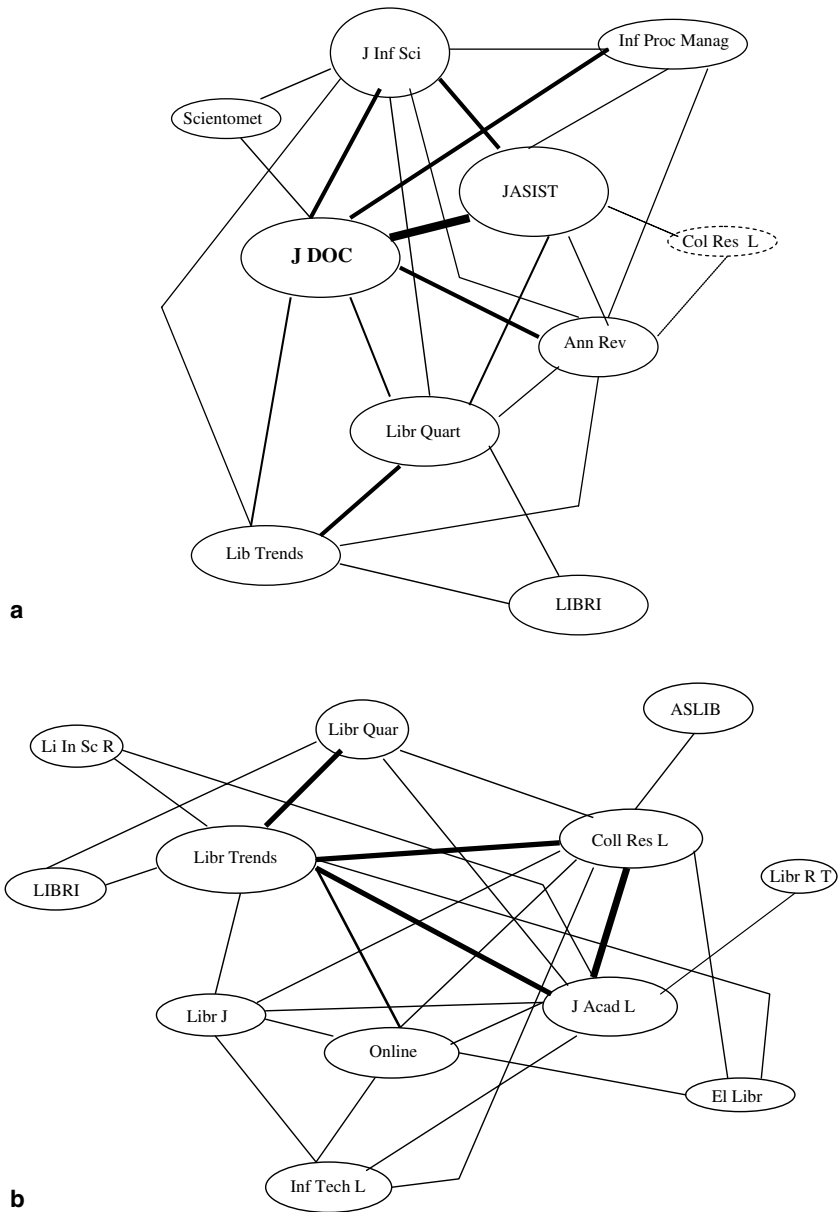 J Inf Sci
Inf Proc Manag
Scientomet
JASIST
Col Res L
J DOC
Ann Rev
Libr Quart
Lib Trends
LIBRI
a
ASLIB
Libr Quar
Li In Sc R
Coll Res L
Libr Trends
Libr R T
LIBRI
J Acad L
Libr J
Online
El Libr
Inf Tech L
b